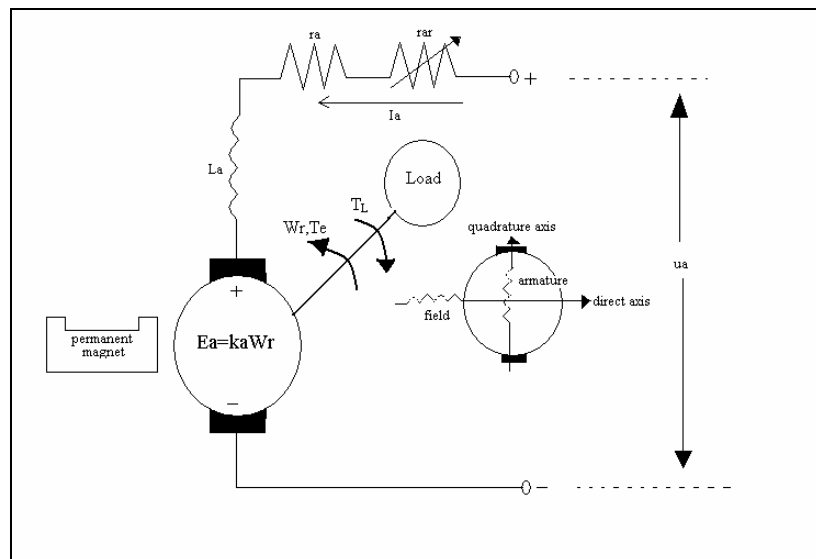 ra
rar
+
Ia
La
Load
TL
Wr,Te
quadrature axis
ua
+
armature
direct axis
field
permanent
magnet
Ea=kaWr
−
−